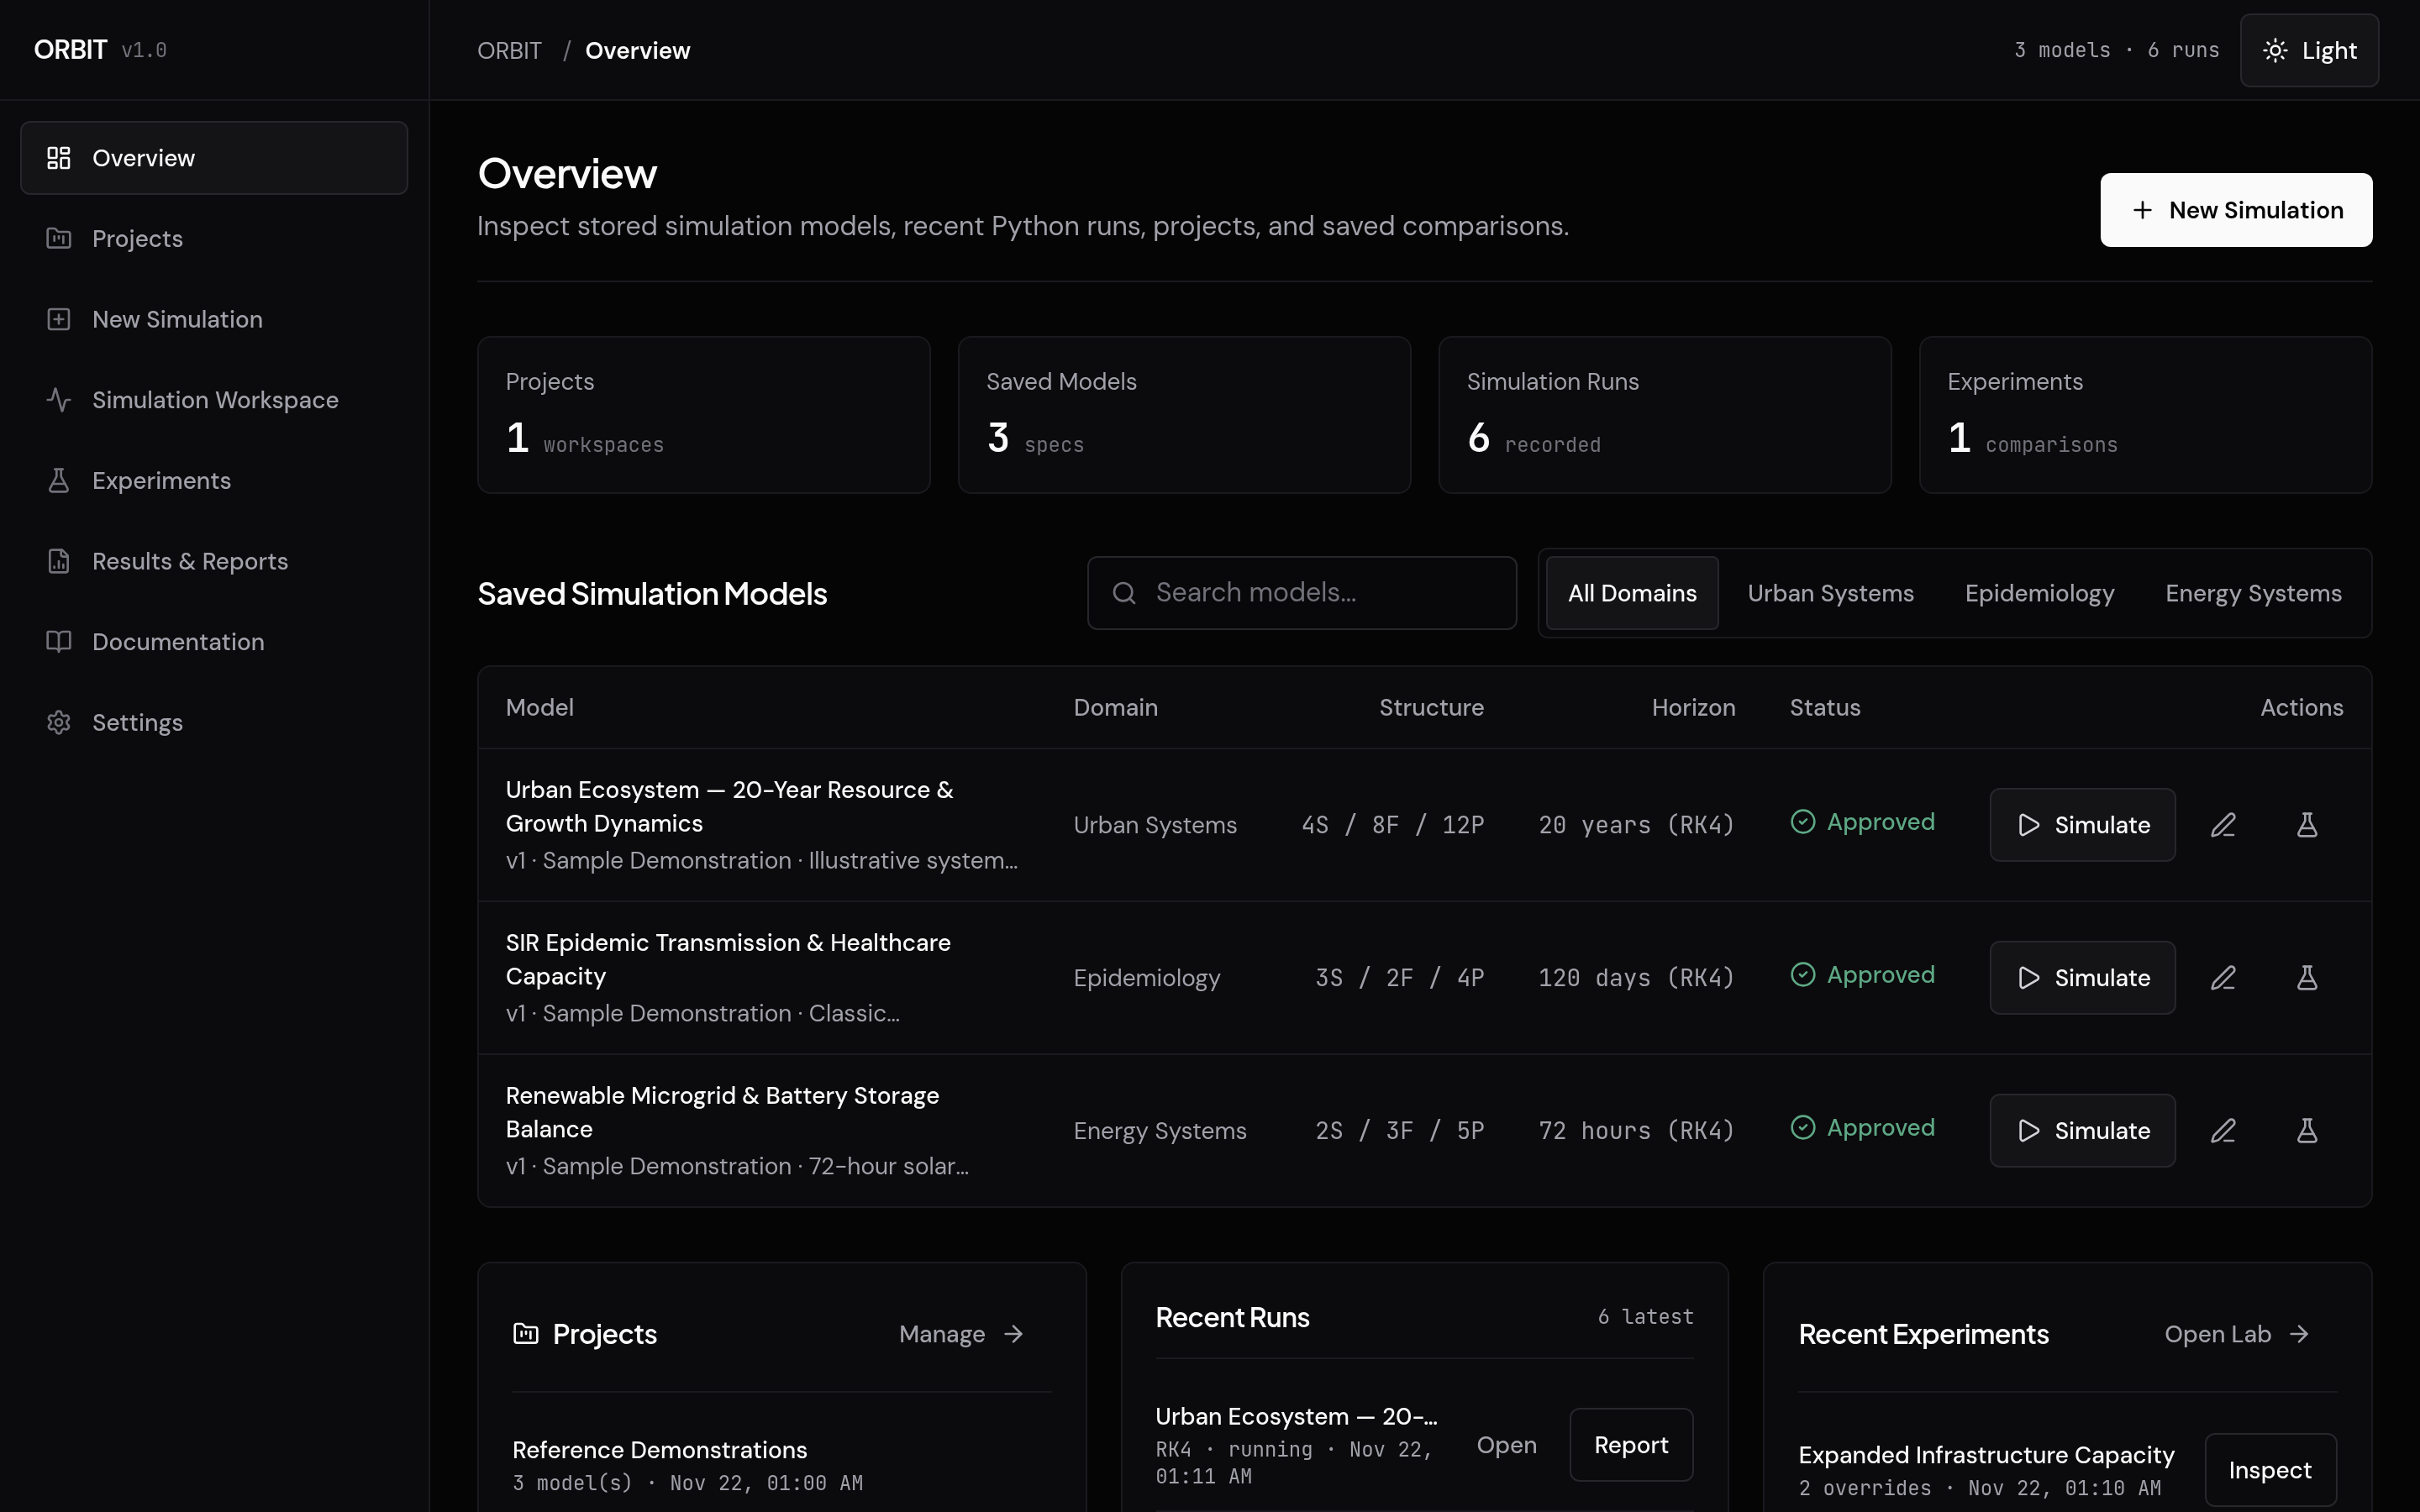 ORBIT v1.0
ORBIT / Overview
3 models · 6 runs
Light
Overview
Projects
New Simulation
Simulation Workspace
Experiments
Results & Reports
Documentation
Settings
Overview
Inspect stored simulation models, recent Python runs, projects, and saved comparisons.
New Simulation
Projects
1 workspaces
Saved Models
3 specs
Simulation Runs
6 recorded
Experiments
1 comparisons
Saved Simulation Models
Search models...
All Domains Urban Systems Epidemiology Energy Systems
Model Domain Structure Horizon Status Actions
Urban Ecosystem — 20-Year Resource &
Growth Dynamics
v1 · Sample Demonstration · Illustrative system...
Urban Systems 4S / 8F / 12P 20 years (RK4) Approved Simulate
SIR Epidemic Transmission & Healthcare
Capacity
v1 · Sample Demonstration · Classic...
Epidemiology 3S / 2F / 4P 120 days (RK4) Approved Simulate
Renewable Microgrid & Battery Storage
Balance
v1 · Sample Demonstration · 72-hour solar...
Energy Systems 2S / 3F / 5P 72 hours (RK4) Approved Simulate
Projects Manage
Reference Demonstrations
3 model(s) · Nov 22, 01:00 AM
Recent Runs 6 latest
Urban Ecosystem — 20-...
RK4 · running · Nov 22,
01:11 AM
Open Report
Recent Experiments Open Lab
Expanded Infrastructure Capacity
2 overrides · Nov 22, 01:10 AM
Inspect